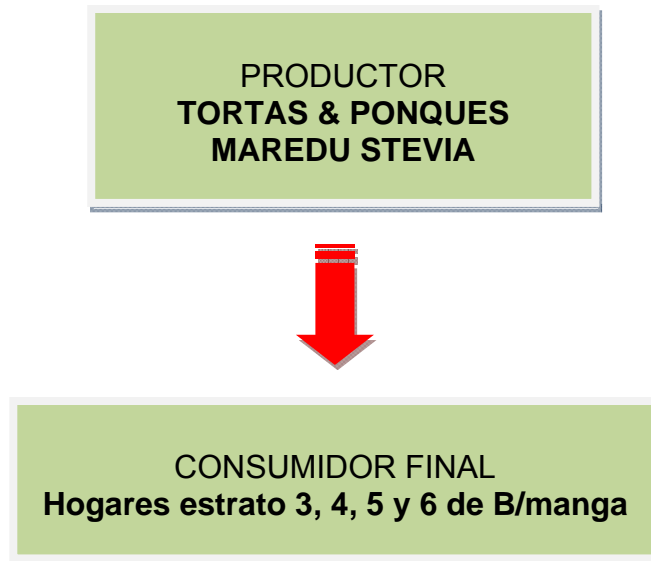 PRODUCTOR
TORTAS & PONQUES
MAREDU STEVIA
CONSUMIDOR FINAL
Hogares estrato 3, 4, 5 y 6 de B/manga